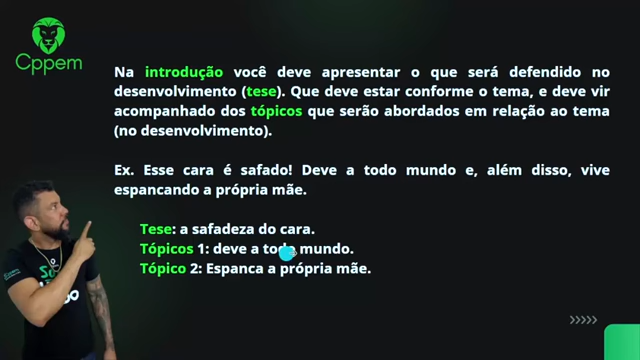 Cppem
Na introdução você deve apresentar o que será defendido no
desenvolvimento (tese). Que deve estar conforme o tema, e deve vir
acompanhado dos tópicos que serão abordados em relação ao tema
(no desenvolvimento).
Ex. Esse cara é safado! Deve a todo mundo e, além disso, vive
espancando a própria mãe.
Tese: a safadeza do cara.
Tópicos 1: deve a todo mundo.
Tópico 2: Espanca a própria mãe.